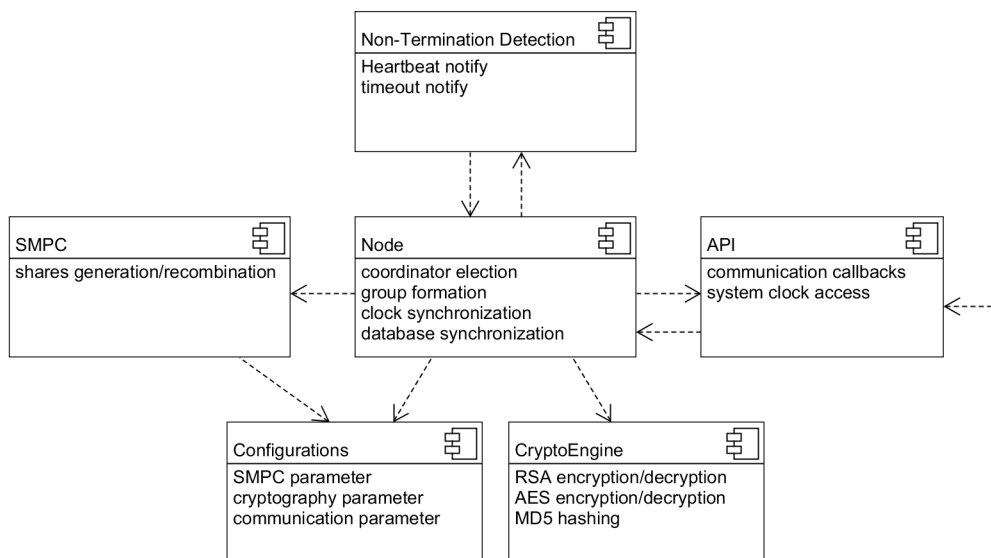 Non-Termination Detection
Heartbeat notify
timeout notify
SMPC
shares generation/recombination
Node
coordinator election
group formation
clock synchronization
database synchronization
API
communication callbacks
system clock access
Configurations
SMPC parameter
cryptography parameter
communication parameter
CryptoEngine
RSA encryption/decryption
AES encryption/decryption
MD5 hashing